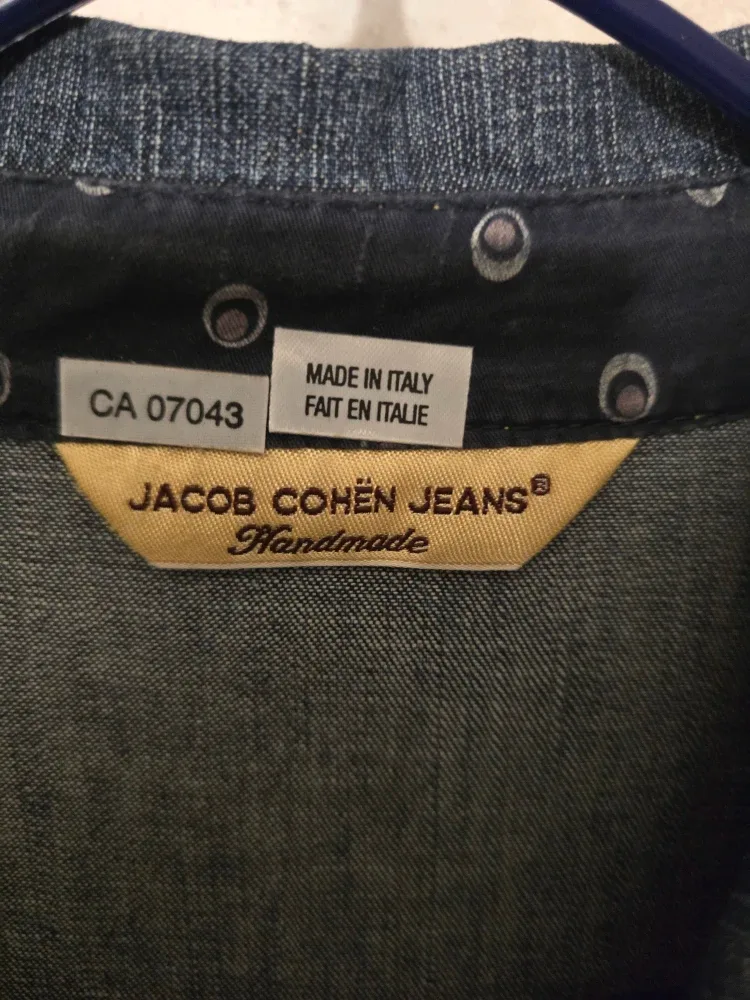 CA 07043
MADE IN ITALY
FAIT EN ITALIE
JACOB COHËN JEANS®
Handmade